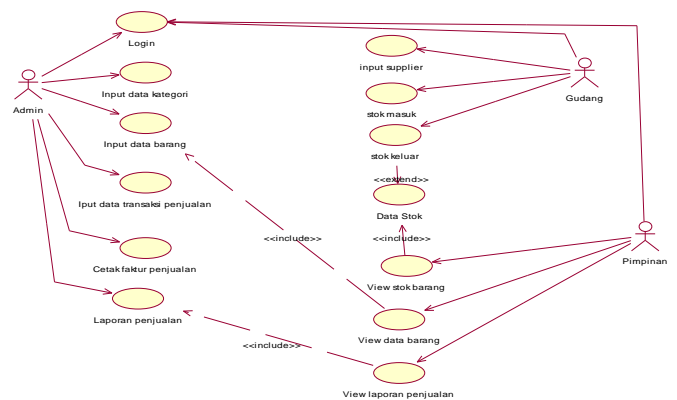 Login
input supplier
Gudang
Input data kategori
Admin
stok masuk
Input data barang
stok keluar
<<extend>>
Iput data transaksi penjualan
Data Stok
<<include>>
<<include>>
Pimpinan
Cetak faktur penjualan
View stok barang
Laporan penjualan
View data barang
<<include>>
View laporan penjualan